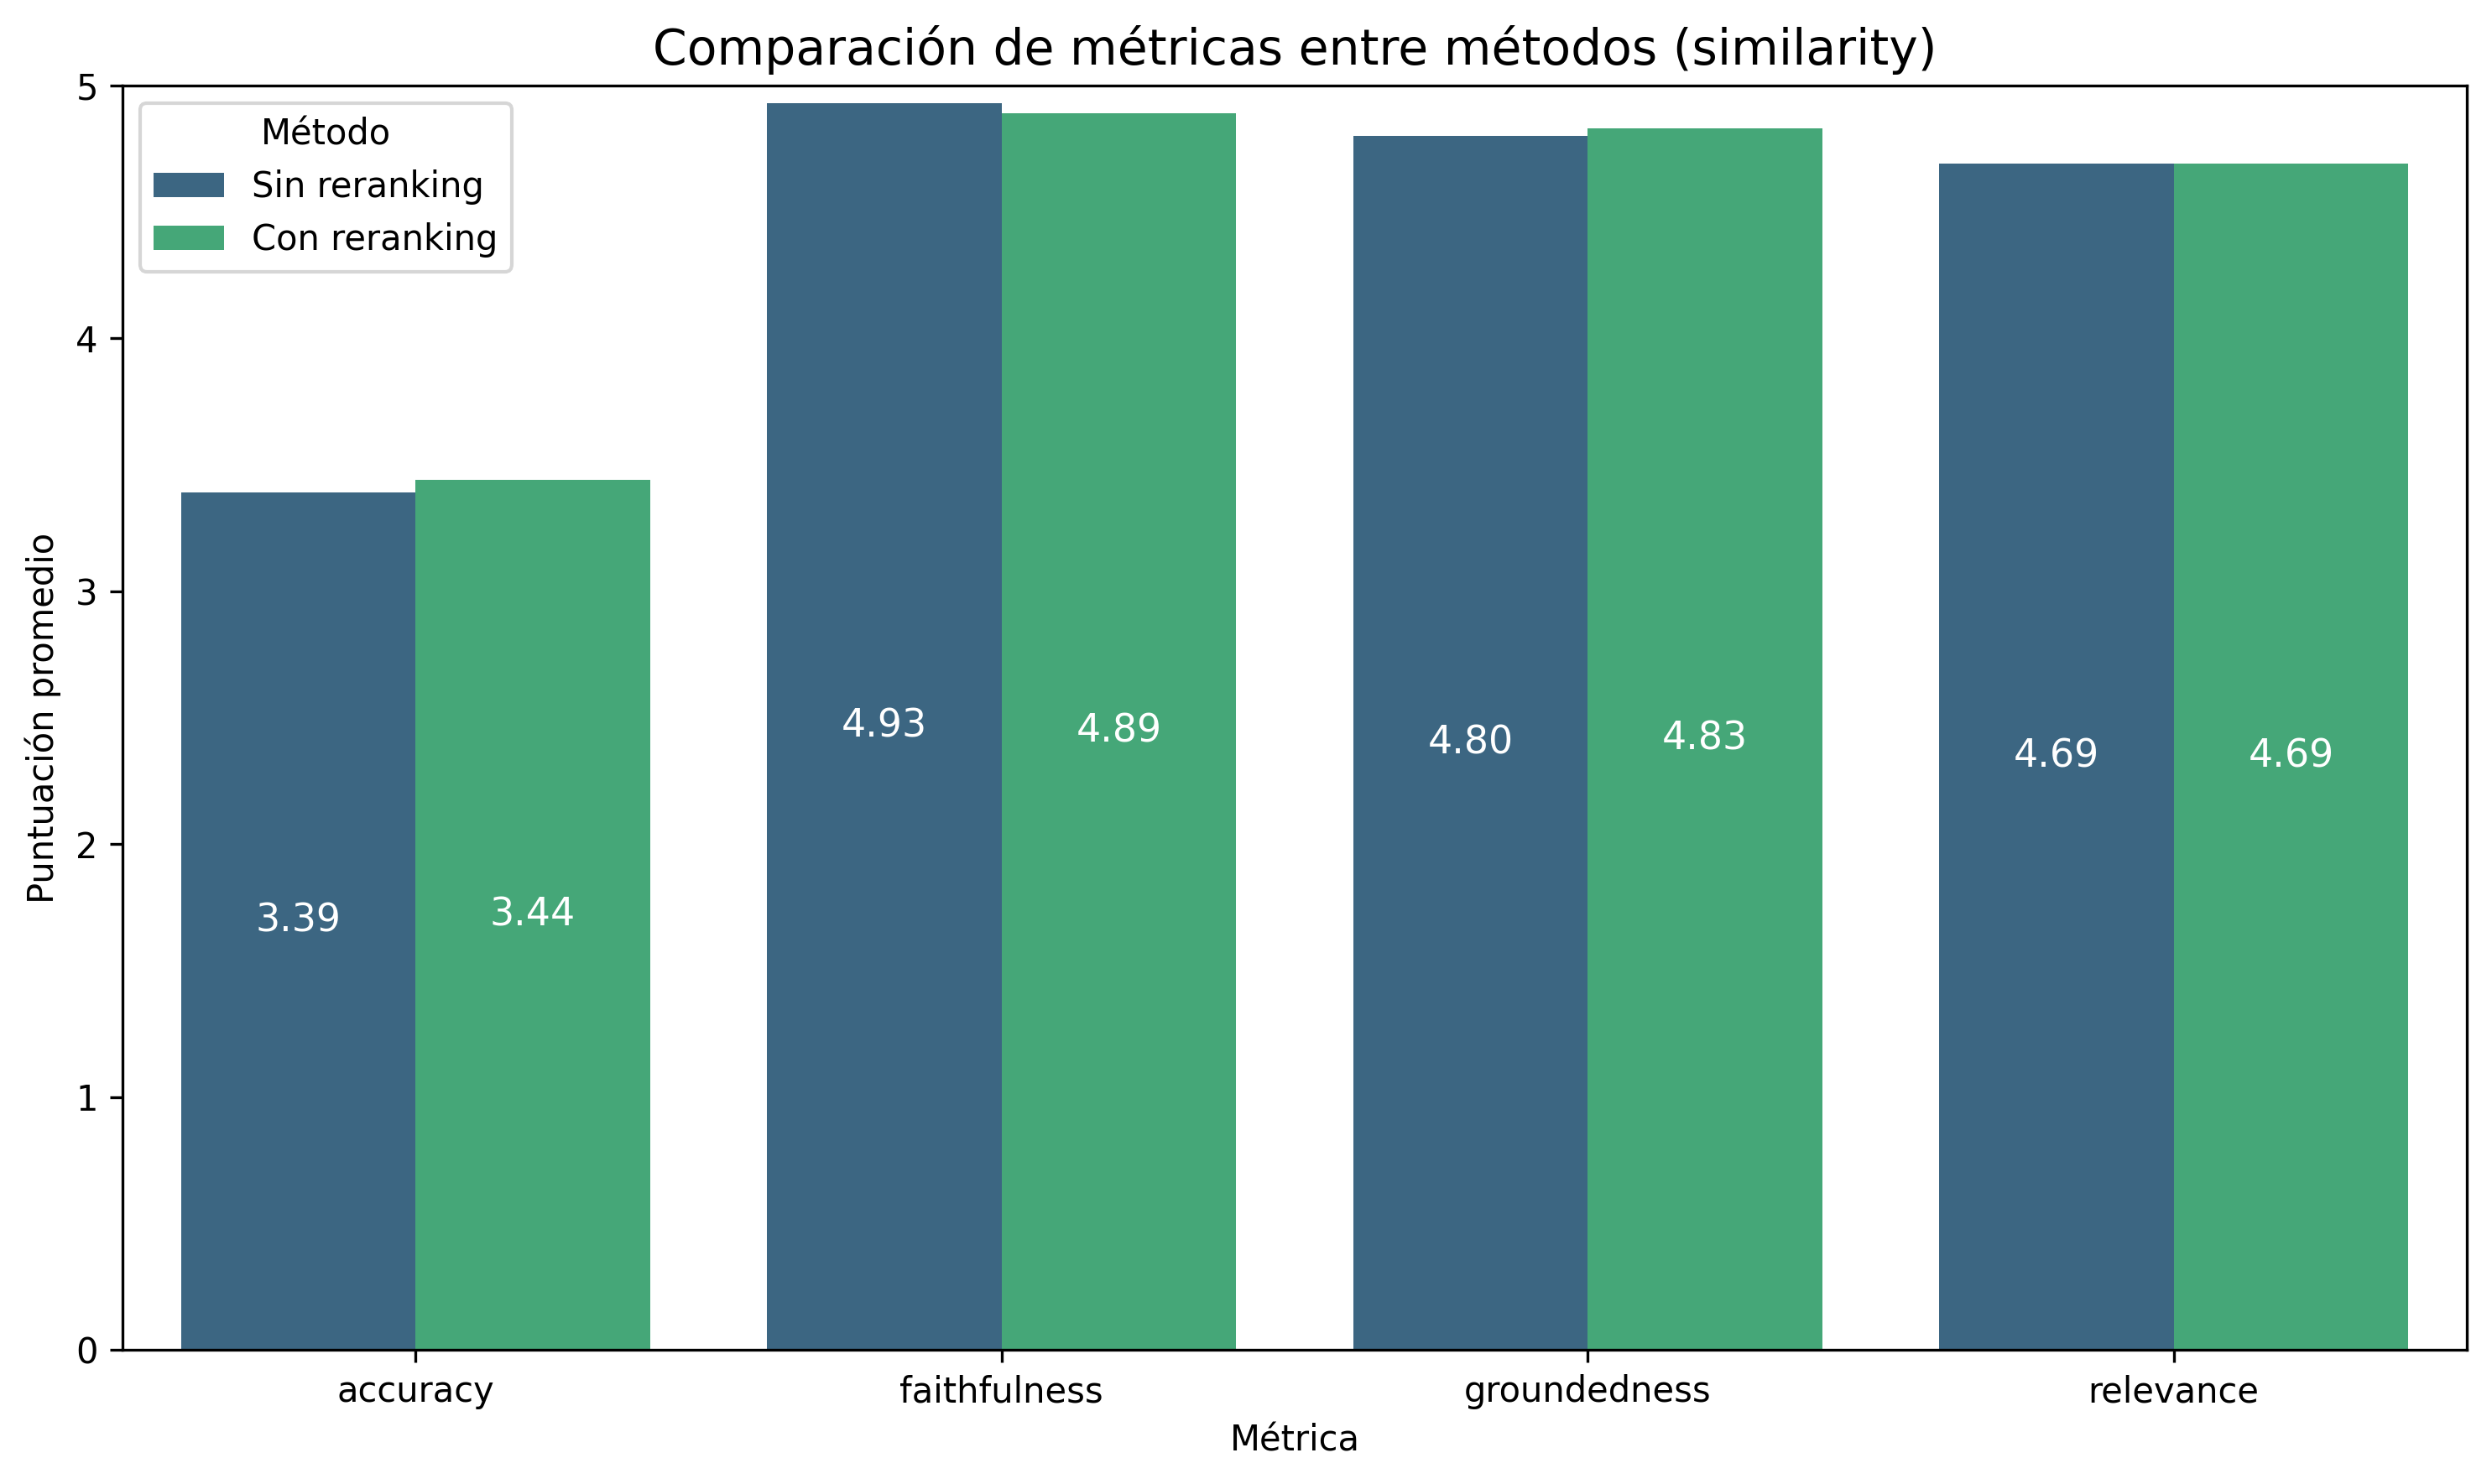 Comparación de métricas entre métodos (similarity)
Método
Sin reranking
Con reranking
Puntuación promedio
5
4
3
2
1
0
3.39
3.44
4.93
4.89
4.80
4.83
4.69
4.69
accuracy
faithfulness
groundedness
relevance
Métrica